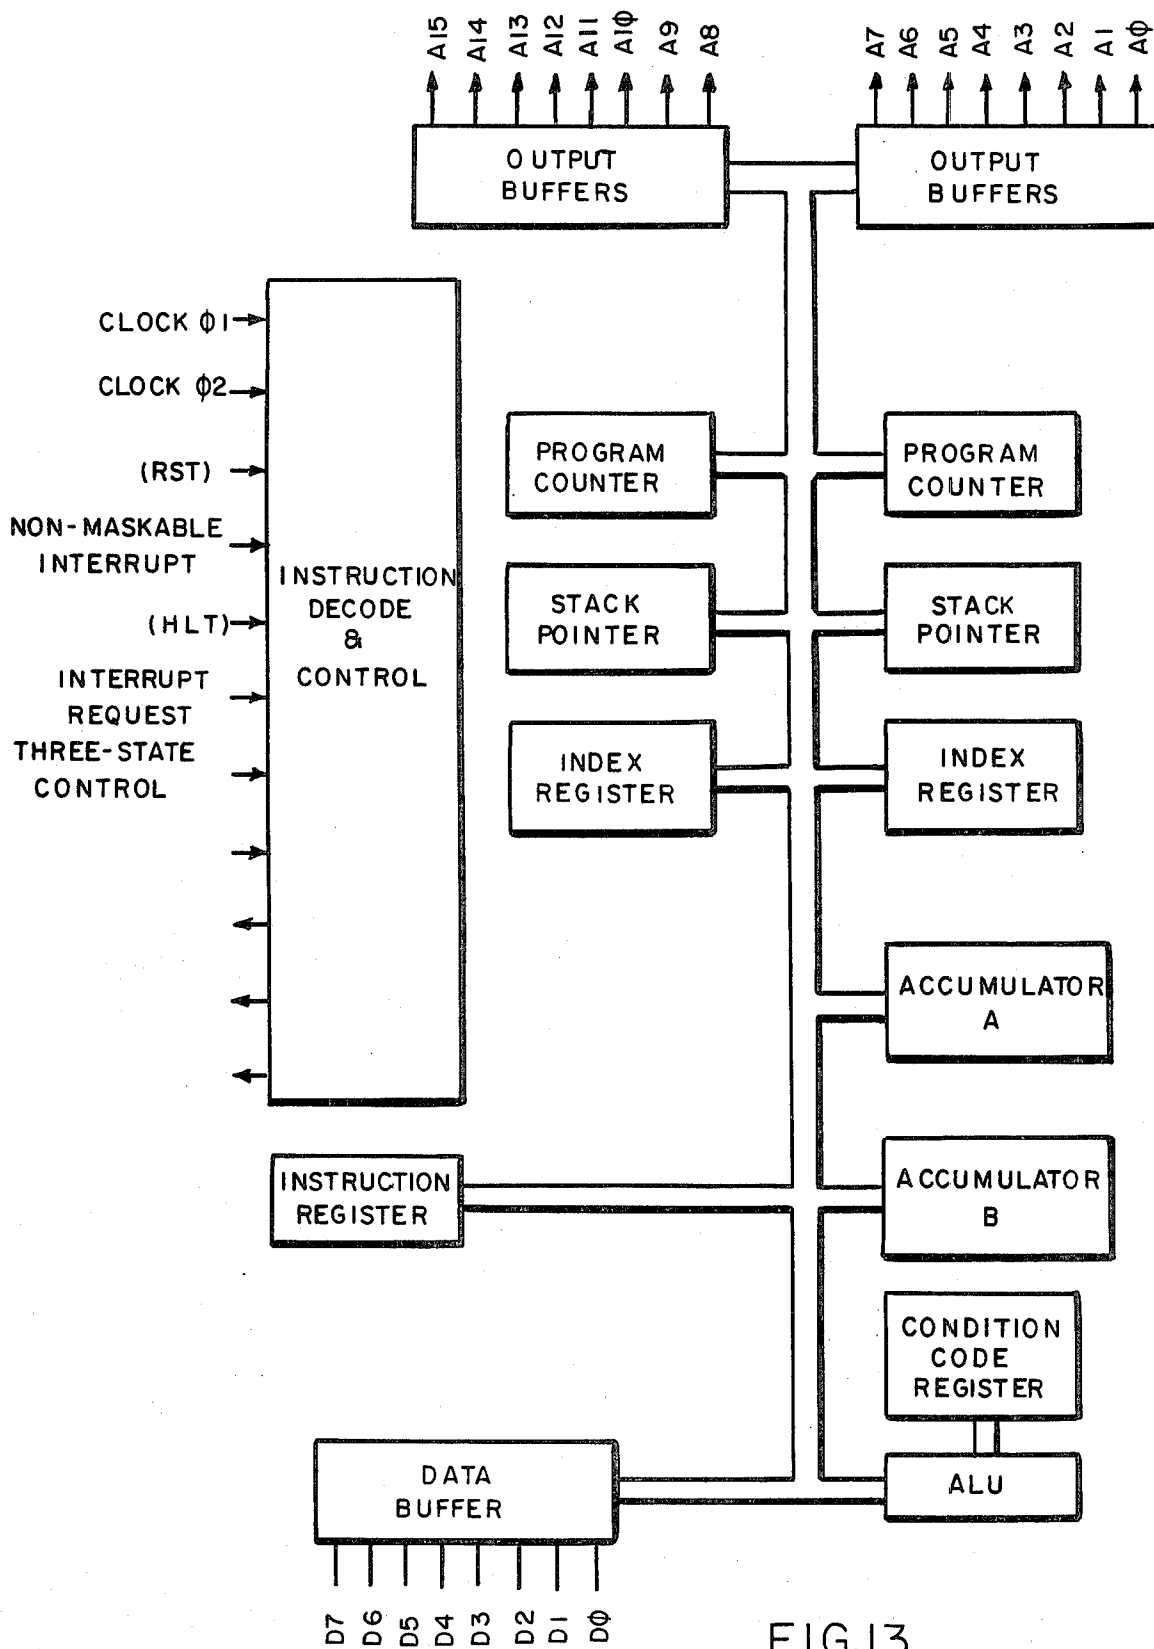 A15 A14 A13 A12 A11 A1ϕ A9 A8
A7 A6 A5 A4 A3 A2 A1 Aϕ
OUTPUT
BUFFERS
OUTPUT
BUFFERS
CLOCK ϕ1
CLOCK ϕ2
(RST)
NON-MASKABLE
INTERRUPT
(HLT)
INTERRUPT
REQUEST
THREE-STATE
CONTROL
INSTRUCTION
DECODE
&
CONTROL
PROGRAM
COUNTER
PROGRAM
COUNTER
STACK
POINTER
STACK
POINTER
INDEX
REGISTER
INDEX
REGISTER
ACCUMULATOR
A
INSTRUCTION
REGISTER
ACCUMULATOR
B
CONDITION
CODE
REGISTER
DATA
BUFFER
ALU
D7 D6 D5 D4 D3 D2 D1 Dϕ
FIG.13